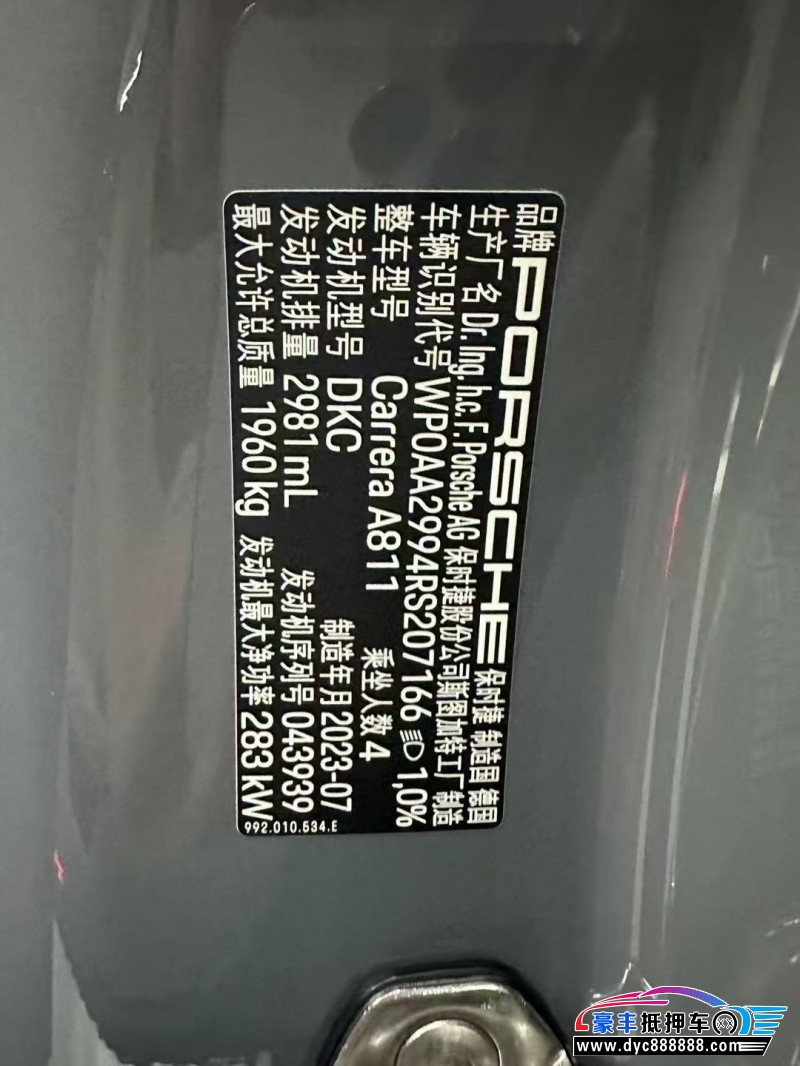 品牌 PORSCHE 保时捷 制造国 德国
生产厂名 Dr. Ing. h.c. F. Porsche AG 保时捷股份公司斯图加特工厂 制造
车辆识别代号 WP0AA2994RS207166 1,0%
整车型号 Carrera A811 乘坐人数 4
发动机型号 DKC 制造年月 2023-07
发动机排量 2981 mL 发动机序列号 043939
最大允许总质量 1960 kg 发动机最大净功率 283 kW
992.010.534.E
豪丰抵押车
www.dyc888888.com